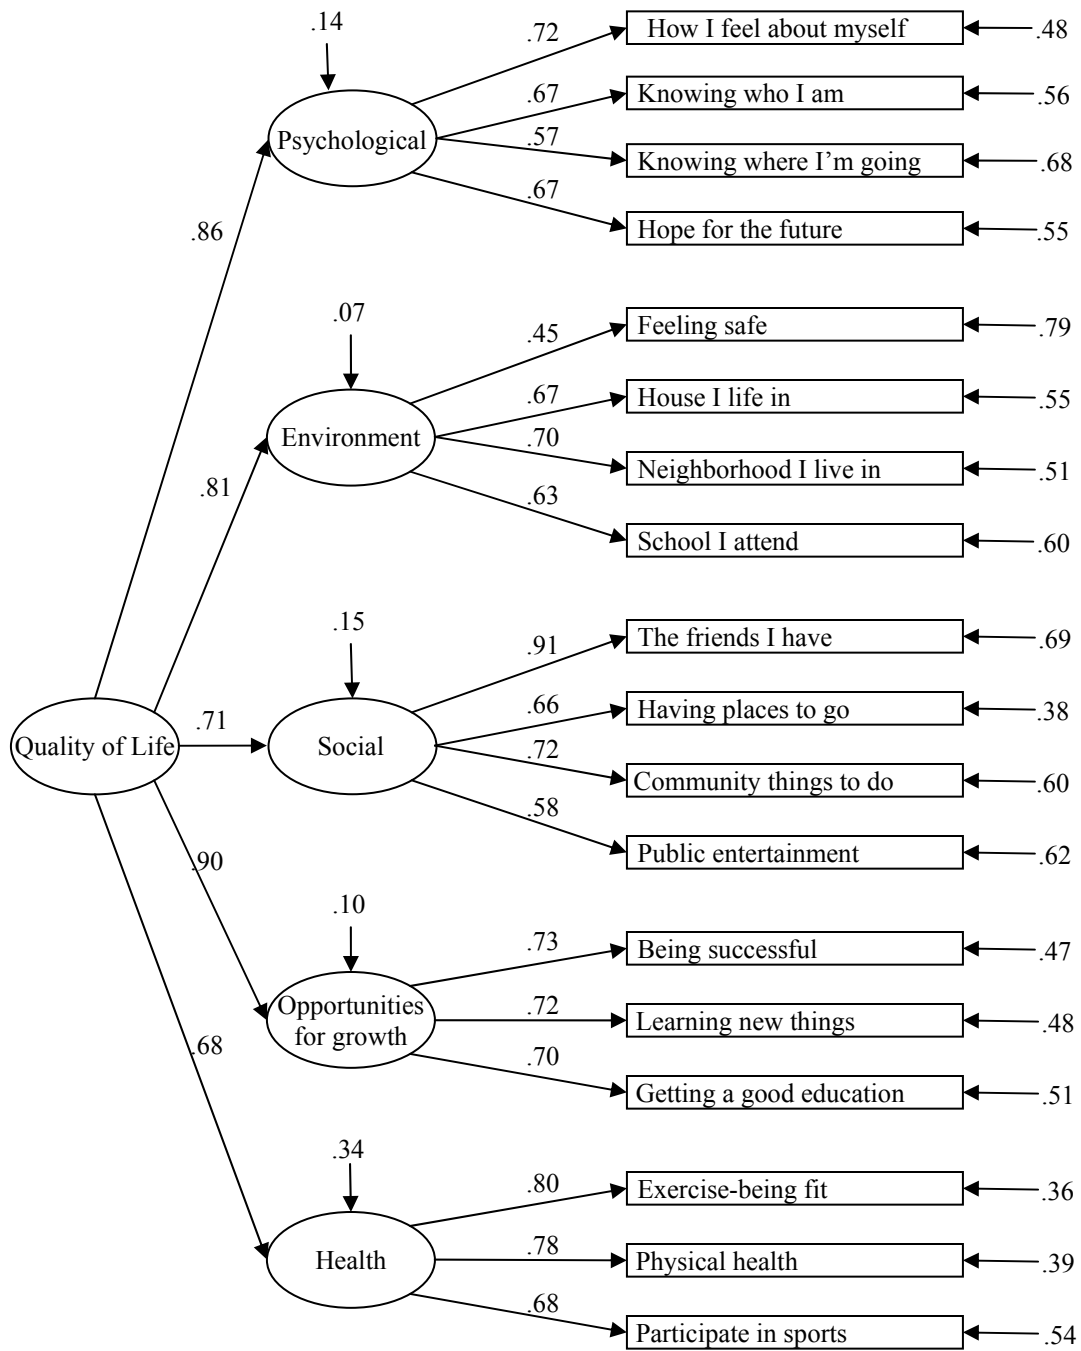 .14
.72
How I feel about myself
.48
.67
Knowing who I am
.56
Psychological
.57
Knowing where I’m going
.68
.67
Hope for the future
.55
.86
.07
.45
Feeling safe
.79
.67
House I life in
.55
Environment
.70
Neighborhood I live in
.51
.81
.63
School I attend
.60
.15
.91
The friends I have
.69
.66
Having places to go
.38
Quality of Life
.71
Social
.72
Community things to do
.60
.58
Public entertainment
.62
.90
.10
.73
Being successful
.47
Opportunities
for growth
.72
Learning new things
.48
.70
Getting a good education
.51
.68
.34
.80
Exercise-being fit
.36
Health
.78
Physical health
.39
.68
Participate in sports
.54